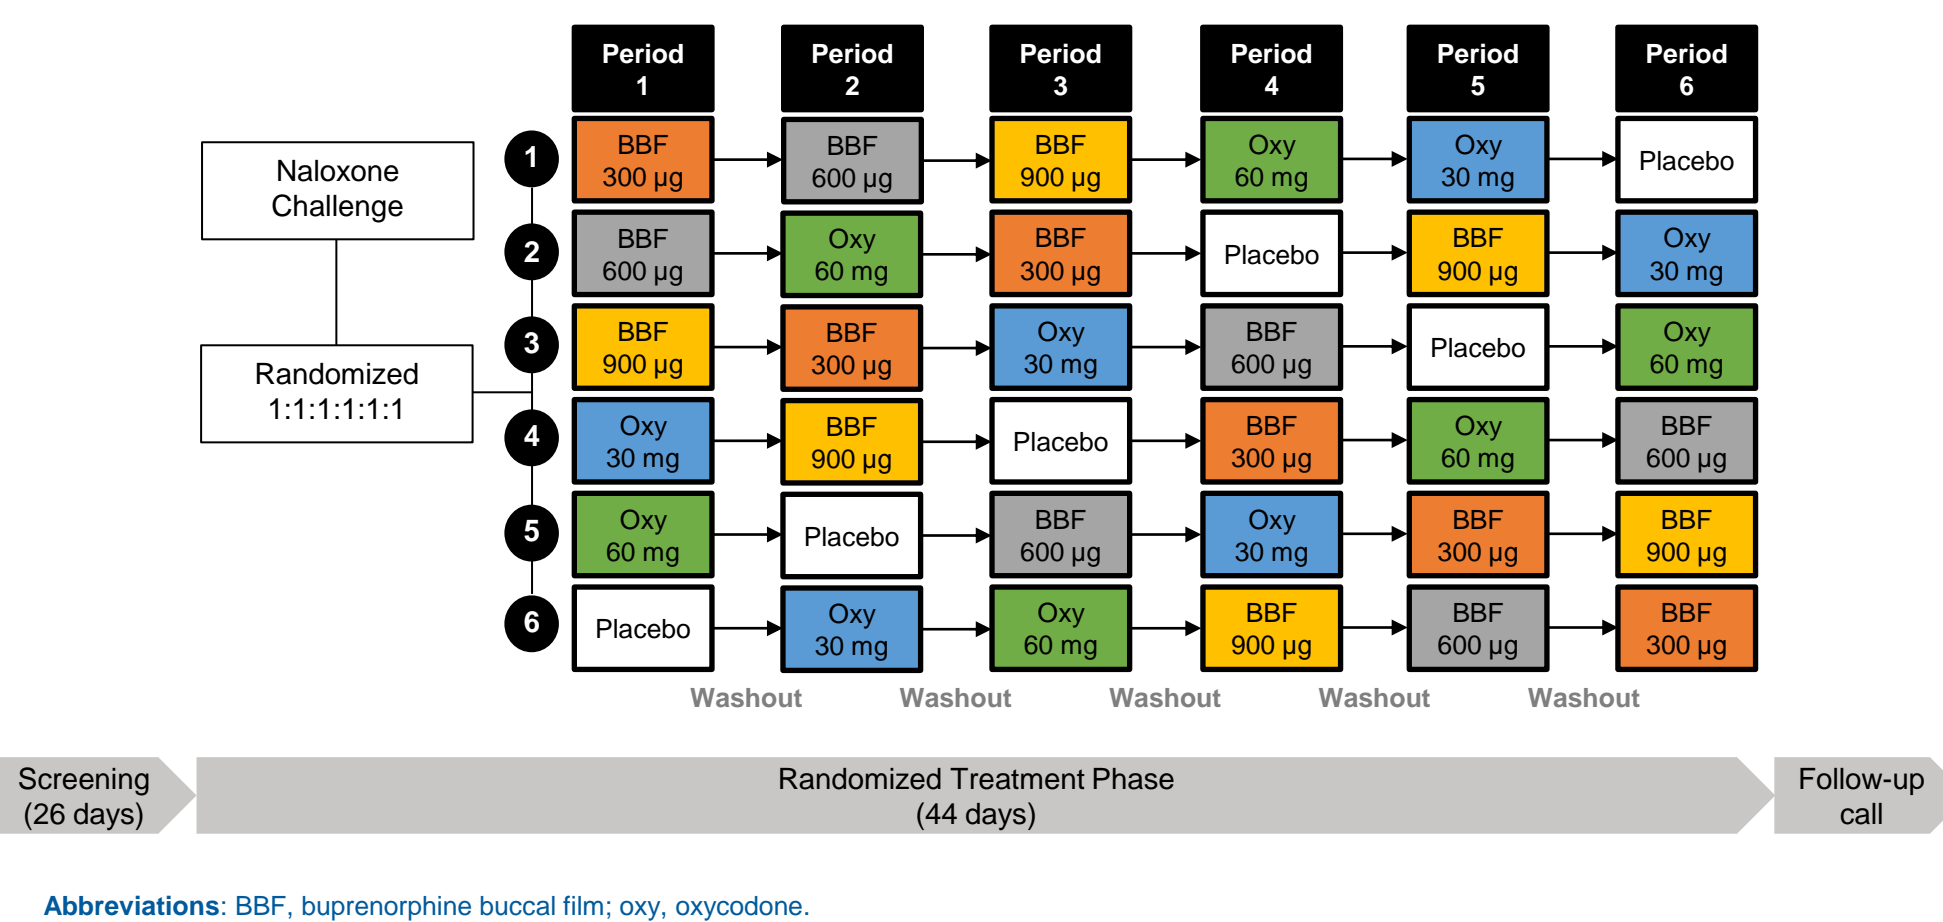 Period
1
Period
2
Period
3
Period
4
Period
5
Period
6
Naloxone
Challenge
Randomized
1:1:1:1:1:1
1
BBF
300 µg
BBF
600 µg
BBF
900 µg
Oxy
60 mg
Oxy
30 mg
Placebo
2
BBF
600 µg
Oxy
60 mg
BBF
300 µg
Placebo
BBF
900 µg
Oxy
30 mg
3
BBF
900 µg
BBF
300 µg
Oxy
30 mg
BBF
600 µg
Placebo
Oxy
60 mg
4
Oxy
30 mg
BBF
900 µg
Placebo
BBF
300 µg
Oxy
60 mg
BBF
600 µg
5
Oxy
60 mg
Placebo
BBF
600 µg
Oxy
30 mg
BBF
300 µg
BBF
900 µg
6
Placebo
Oxy
30 mg
Oxy
60 mg
BBF
900 µg
BBF
600 µg
BBF
300 µg
Washout
Washout
Washout
Washout
Washout
Screening
(26 days)
Randomized Treatment Phase
(44 days)
Follow-up
call
Abbreviations: BBF, buprenorphine buccal film; oxy, oxycodone.